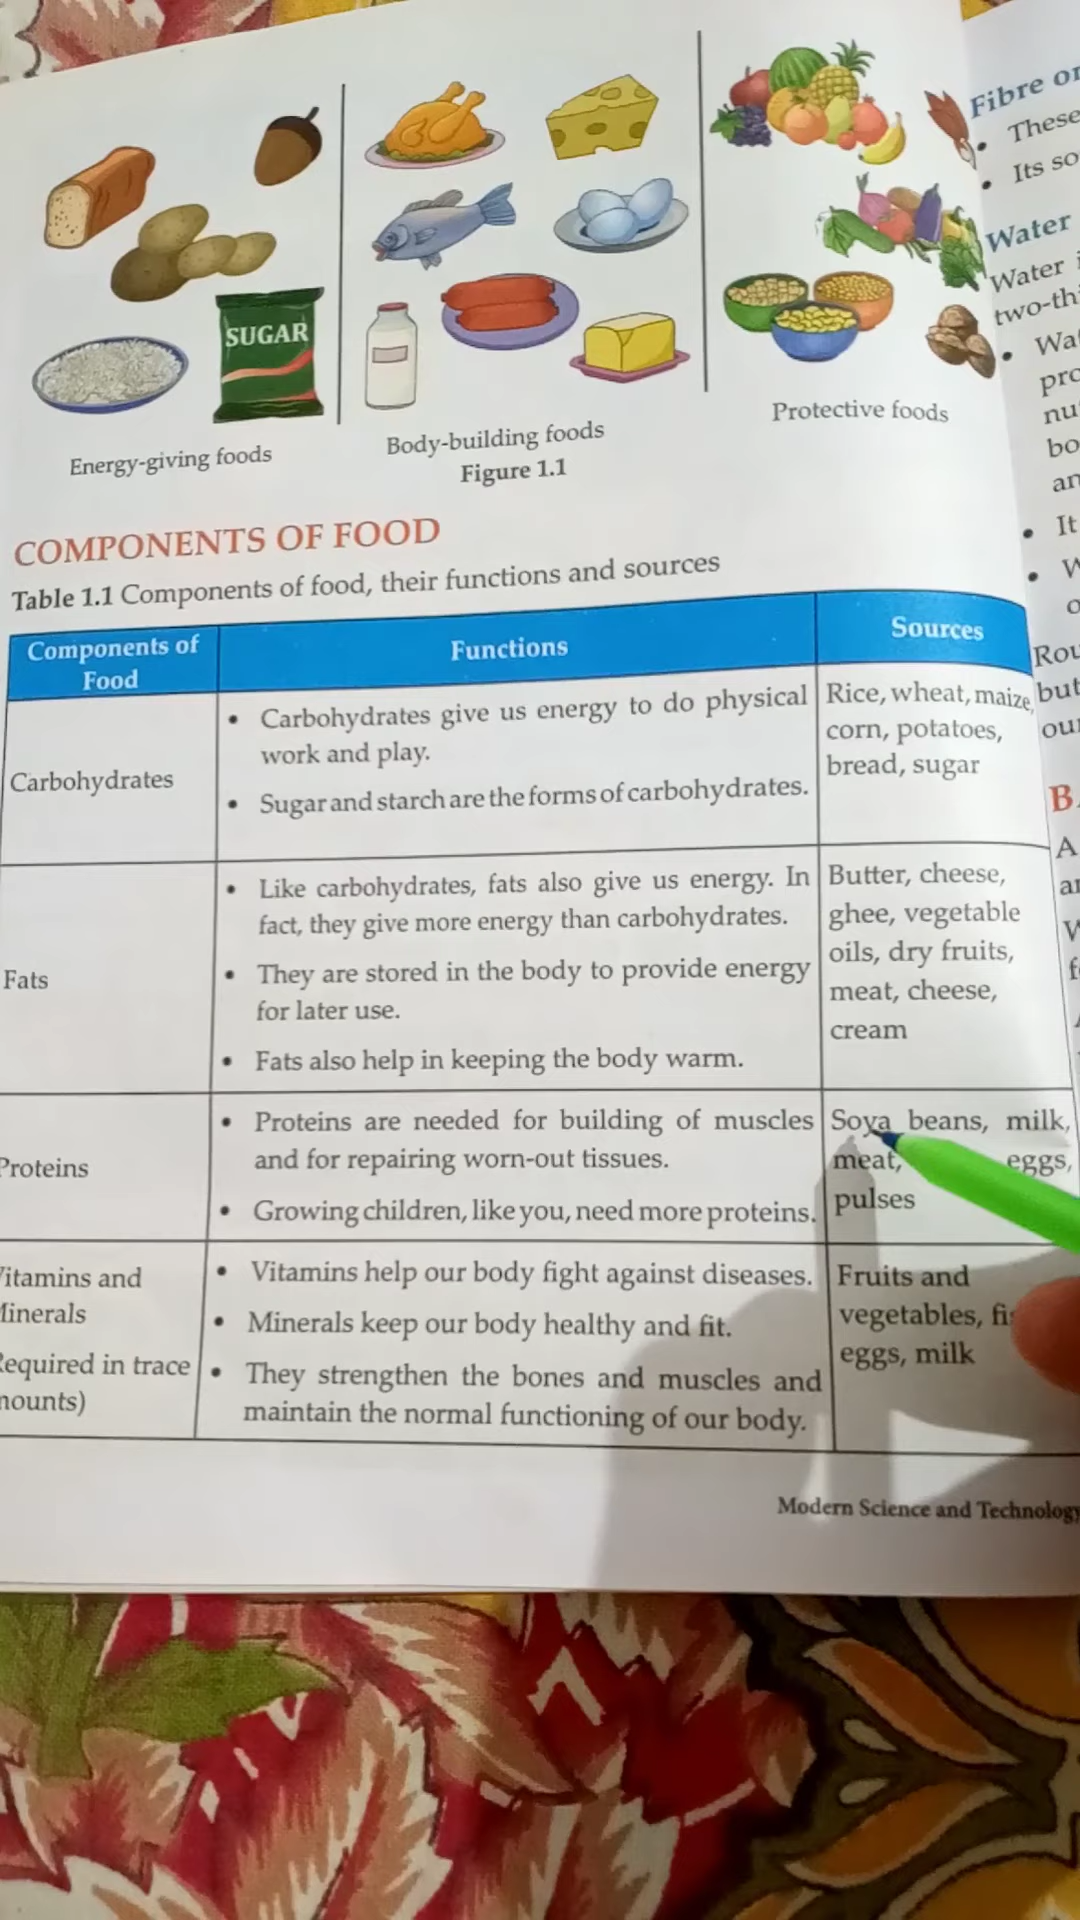 SUGAR
Energy-giving foods
Body-building foods
Protective foods
Figure 1.1
COMPONENTS OF FOOD
Table 1.1 Components of food, their functions and sources
Components of
Food
Functions
Sources
Carbohydrates
• Carbohydrates give us energy to do physical
work and play.
• Sugar and starch are the forms of carbohydrates.
Rice, wheat, maize,
corn, potatoes,
bread, sugar
Fats
• Like carbohydrates, fats also give us energy. In
fact, they give more energy than carbohydrates.
• They are stored in the body to provide energy
for later use.
• Fats also help in keeping the body warm.
Butter, cheese,
ghee, vegetable
oils, dry fruits,
meat, cheese,
cream
Proteins
• Proteins are needed for building of muscles
and for repairing worn-out tissues.
• Growing children, like you, need more proteins.
Soya beans, milk,
meat, eggs,
pulses
Vitamins and
Minerals
Required in trace
• Vitamins help our body fight against diseases.
• Minerals keep our body healthy and fit.
• They strengthen the bones and muscles and
maintain the normal functioning of our body.
Fruits and
vegetables,
eggs, milk
Modern Science and Technology
Fibre or
• These
• Its
Water
Water
• It